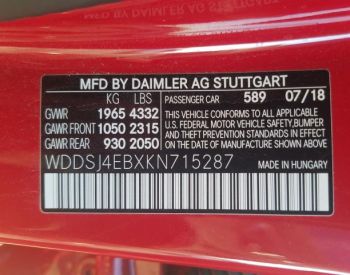 MFD BY DAIMLER AG STUTTGART
KG LBS
GVWR 1965 4332
GAWR FRONT 1050 2315
GAWR REAR 930 2050
PASSENGER CAR 589 07/18
THIS VEHICLE CONFORMS TO ALL APPLICABLE
U.S. FEDERAL MOTOR VEHICLE SAFETY, BUMPER
AND THEFT PREVENTION STANDARDS IN EFFECT
ON THE DATE OF MANUFACTURE SHOWN ABOVE
WDDSJ4EBXKN715287
MADE IN HUNGARY